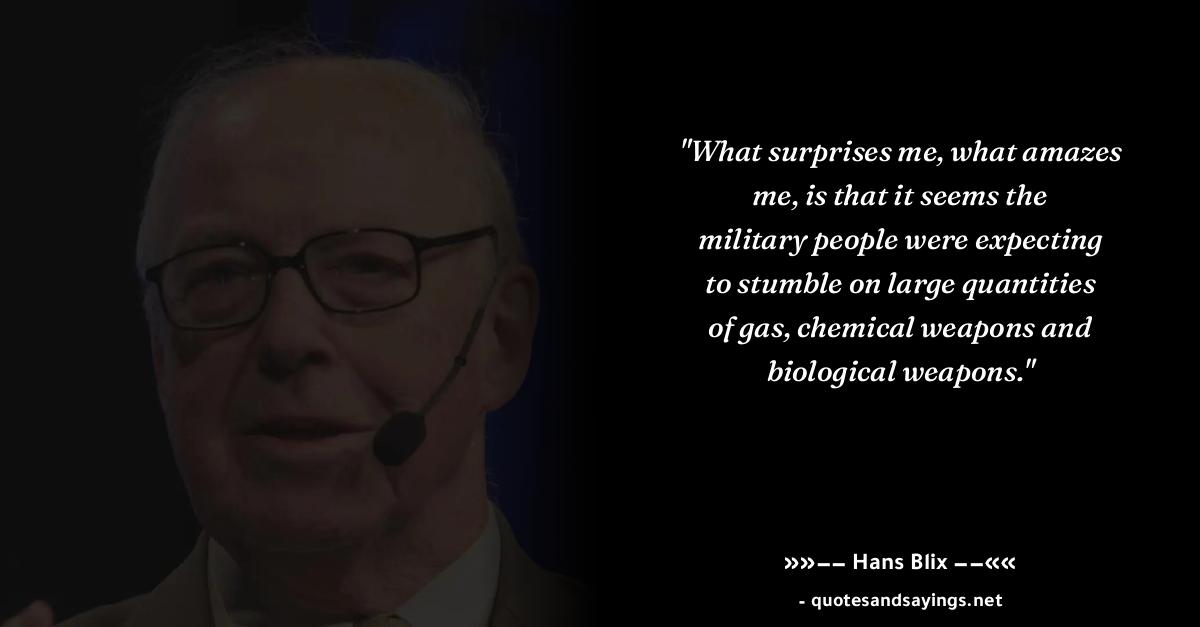 "What surprises me, what amazes
me, is that it seems the
military people were expecting
to stumble on large quantities
of gas, chemical weapons and
biological weapons."
»»–– Hans Blix ––««
- quotesandsayings.net